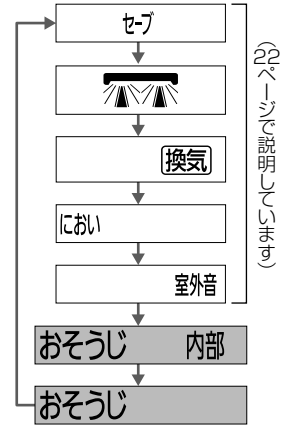 セーブ
換気
におい
室外音
おそうじ 内部
おそうじ
（22ページで説明しています）